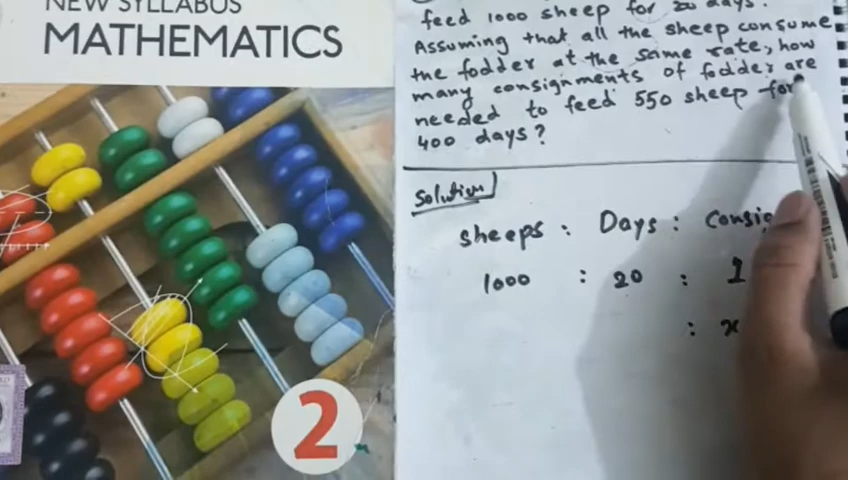 NEW SYLLABUS
MATHEMATICS
2
feed 1000 sheep for 20 days.
Assuming that all the sheep consume
the fodder at the same rate, how
many consignments of fodder are
needed to feed 550 sheep for
400 days?
Solution
sheeps : Days : Consig
1000 : 20 : 1
: x